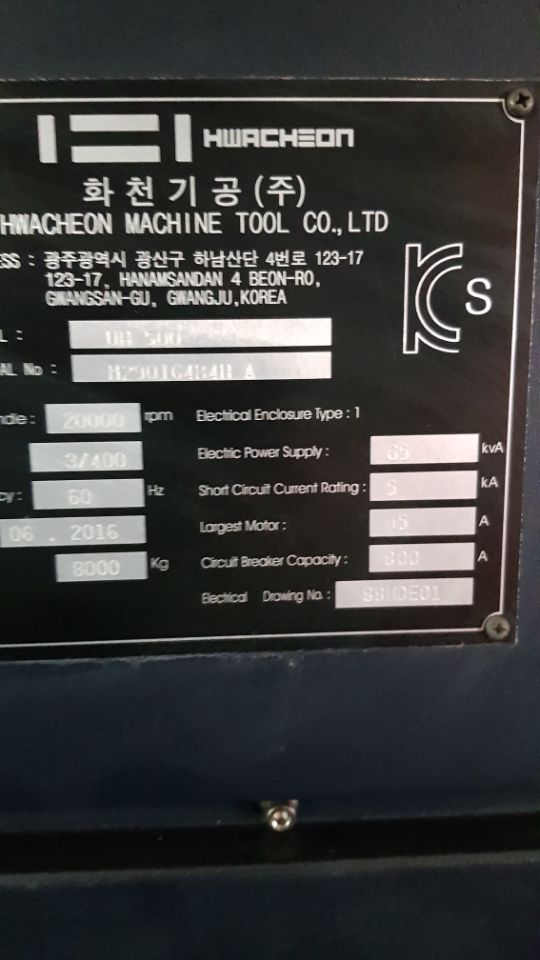 HWACHEON
화천기공(주)
HWACHEON MACHINE TOOL CO.,LTD
ESS : 광주광역시 광산구 하남산단 4번로 123-17
123-17, HANAMSANDAN 4 BEON-RO,
GWANGSAN-GU, GWANGJU,KOREA
S
L :
AL No :
ndle : 20000 rpm Electrical Enclosure Type : 1
3/400 Electric Power Supply : kvA
cy : 60 Hz Short Circuit Current Rating : 5 kA
06 . 2016 Largest Motor : A
8000 Kg Circuit Breaker Capacity : A
Electrical Drawing No. :